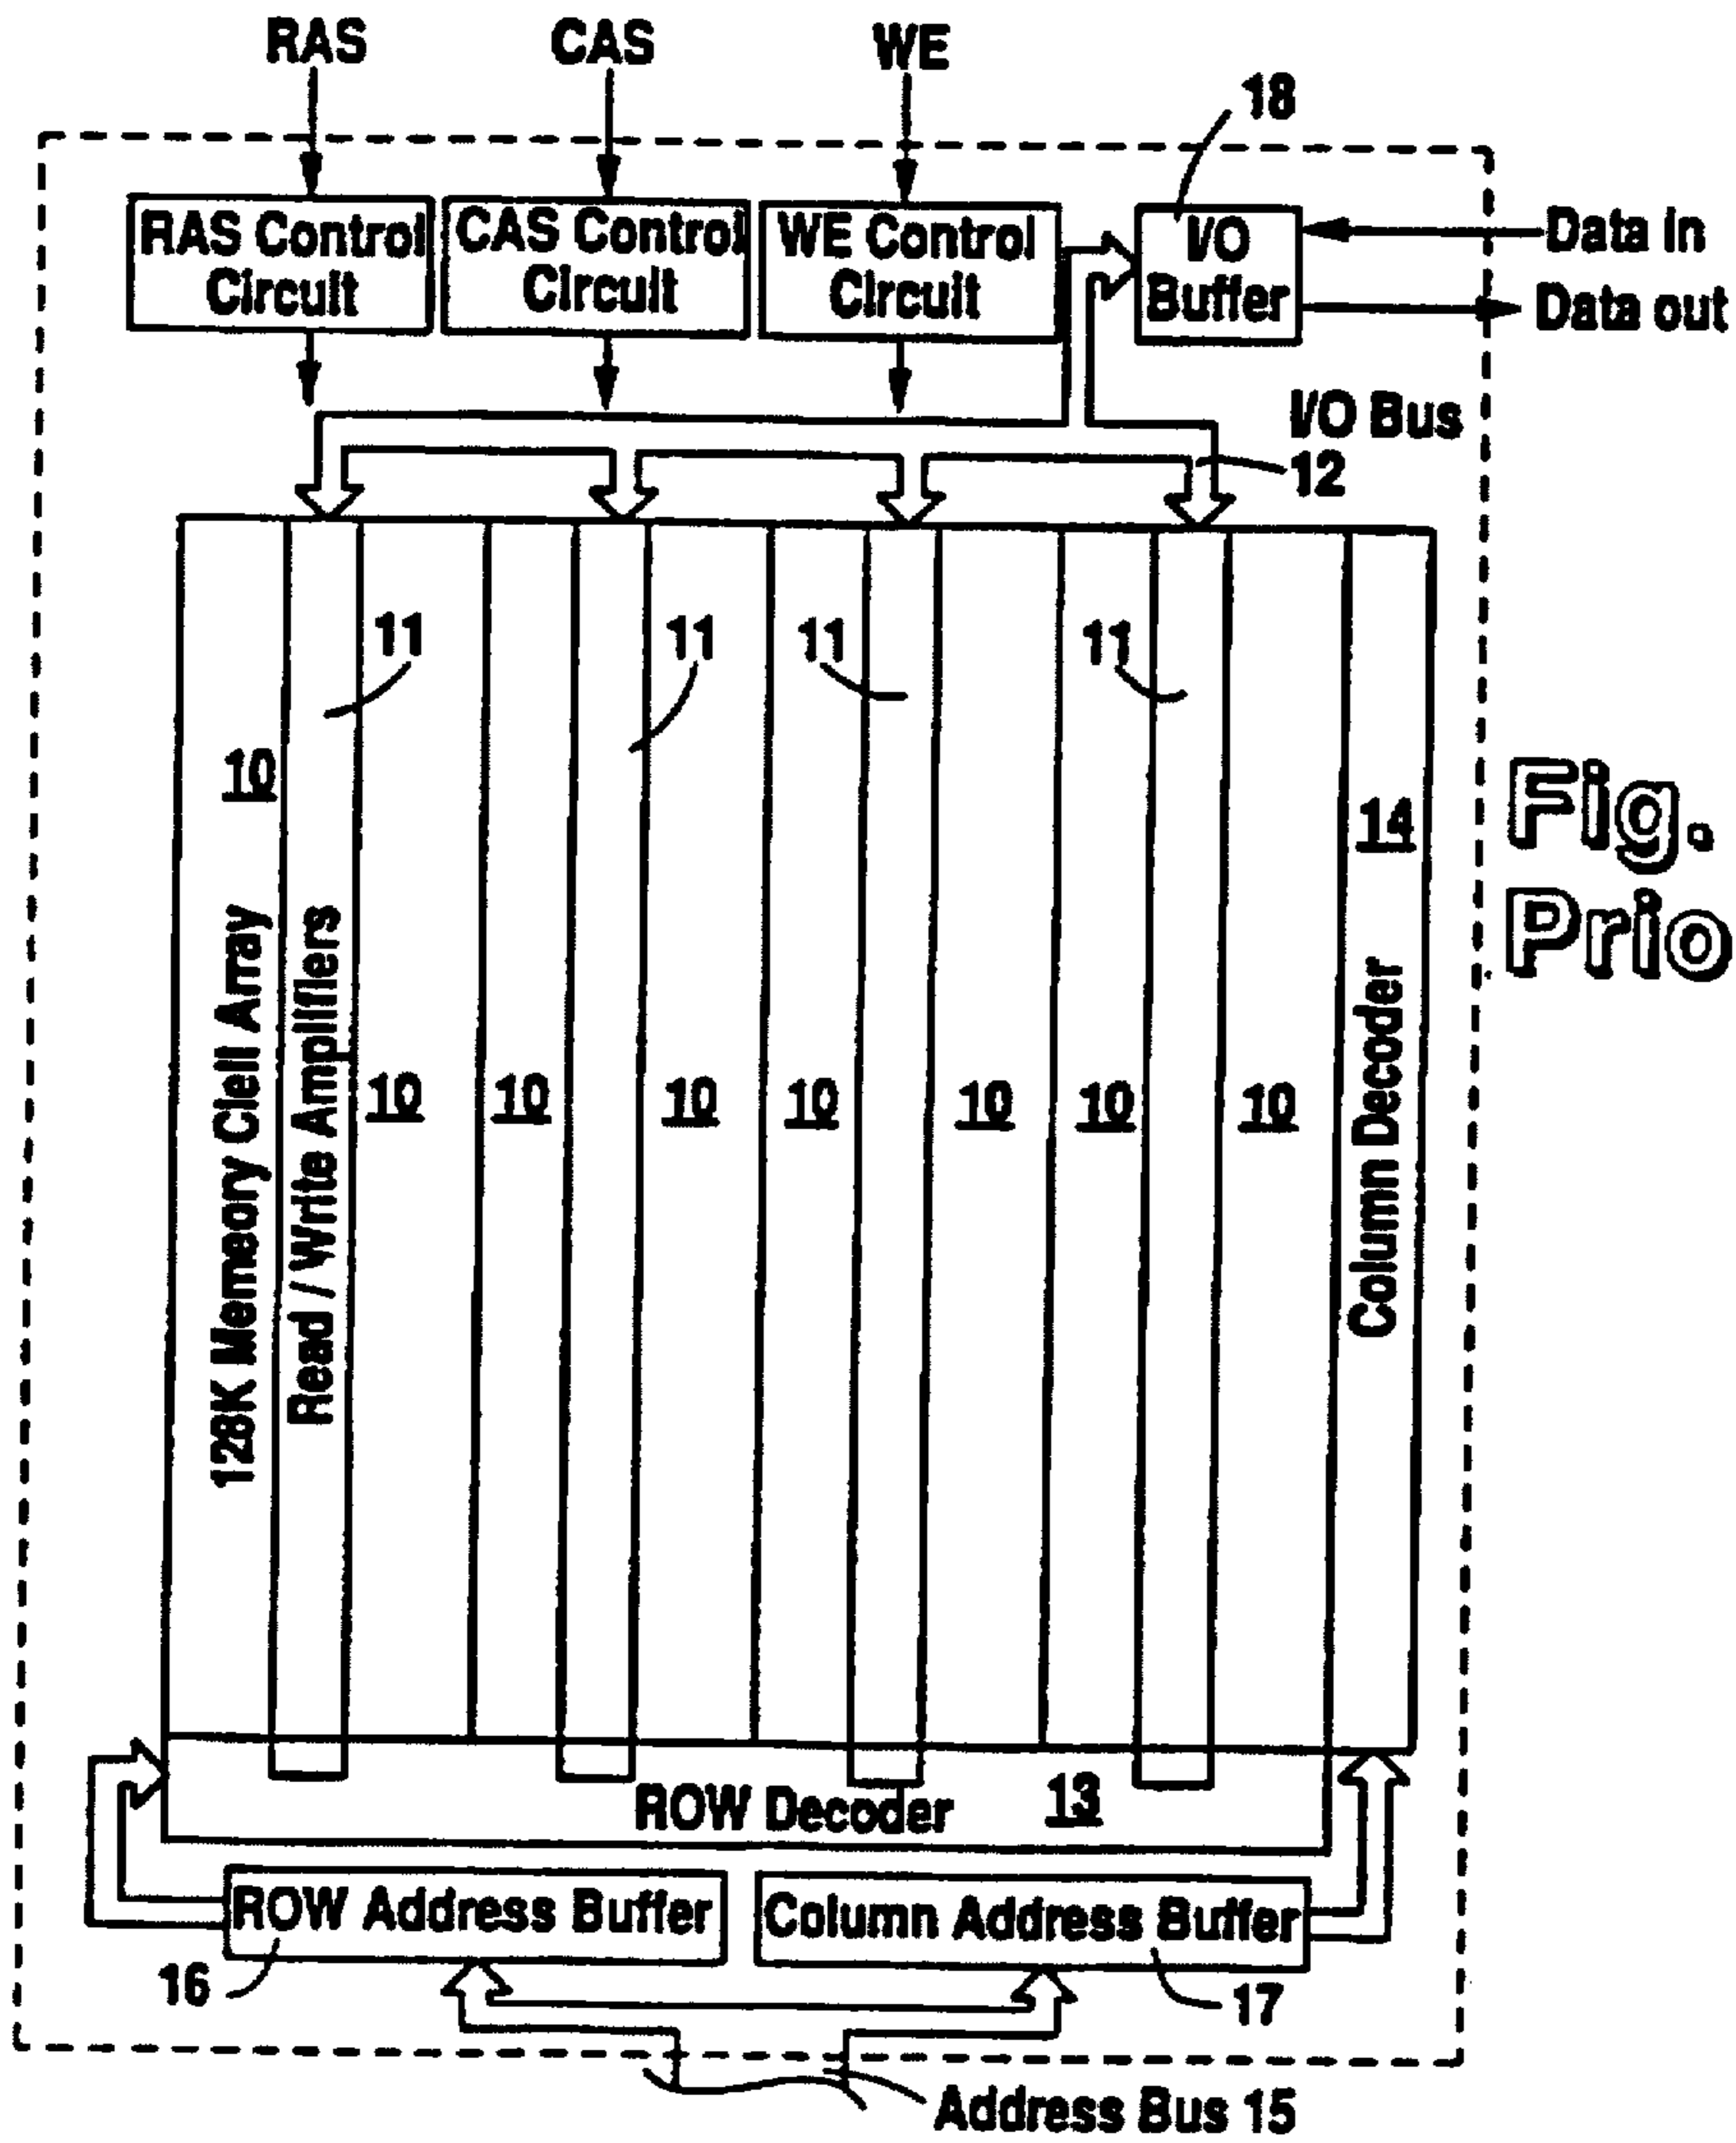 RAS
CAS
WE
18
RAS Control
Circuit
CAS Control
Circuit
WE Control
Circuit
I/O
Buffer
Data in
Data out
I/O Bus
12
11
11
11
11
10
14
Fig.
Prio
128K Memeory Clell Array
Read / Write Amplifiers
10
10
10
10
10
10
10
Column Decoder
ROW Decoder
13
ROW Address Buffer
Column Address Buffer
16
17
Address Bus 15